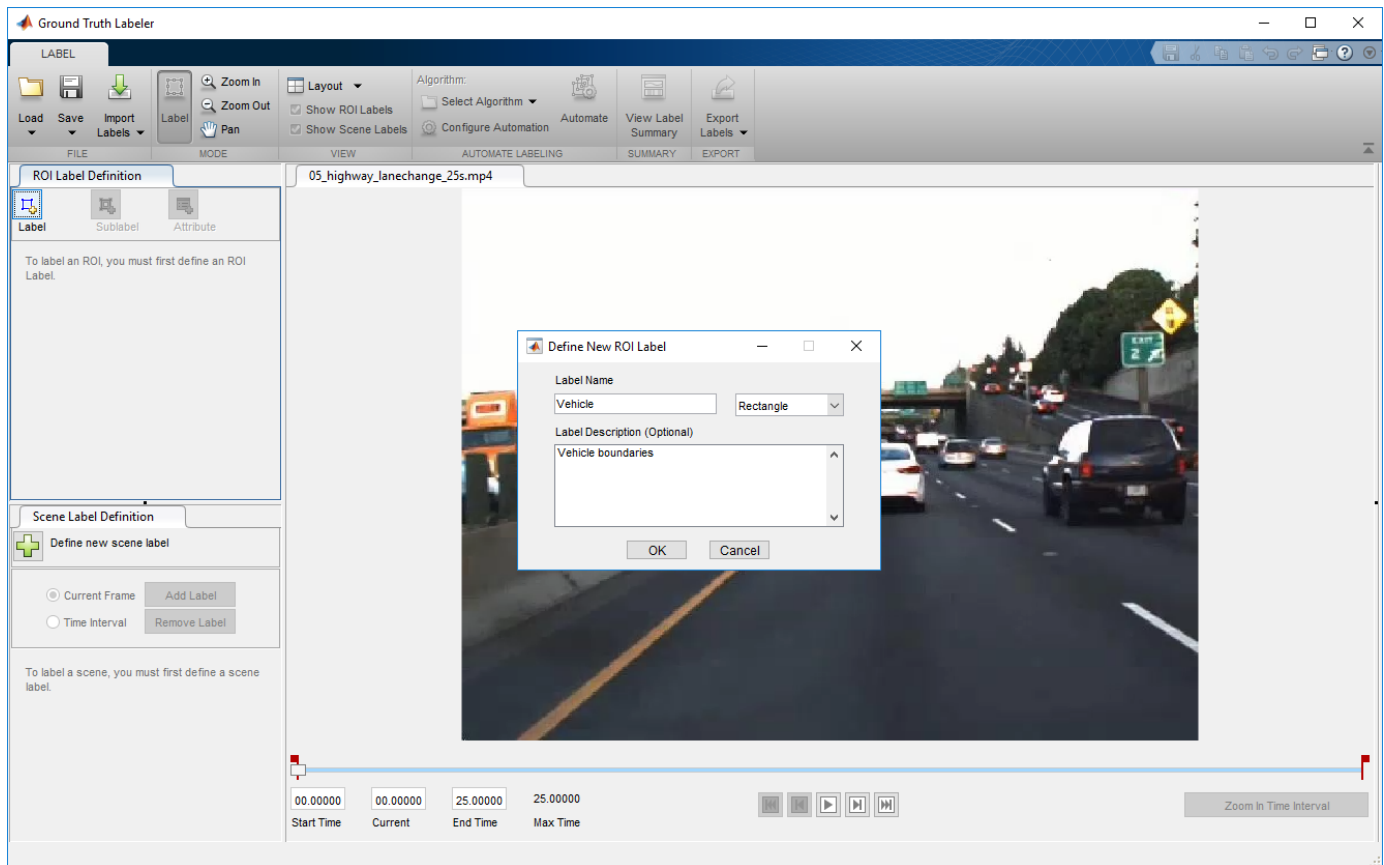 Ground Truth Labeler
LABEL
Load
Save
Import
Labels
Label
Zoom In
Zoom Out
Pan
Layout
Show ROI Labels
Show Scene Labels
Algorithm:
Select Algorithm
Configure Automation
Automate
View Label
Summary
Export
Labels
FILE
MODE
VIEW
AUTOMATE LABELING
SUMMARY
EXPORT
ROI Label Definition
Label
Sublabel
Attribute
To label an ROI, you must first define an ROI
Label.
05_highway_lanechange_25s.mp4
EXIT
2
Define New ROI Label
Label Name
Vehicle
Rectangle
Label Description (Optional)
Vehicle boundaries
OK
Cancel
Scene Label Definition
Define new scene label
Current Frame
Add Label
Time Interval
Remove Label
To label a scene, you must first define a scene
label.
00.00000
00.00000
25.00000
25.00000
Start Time
Current
End Time
Max Time
Zoom In Time Interval